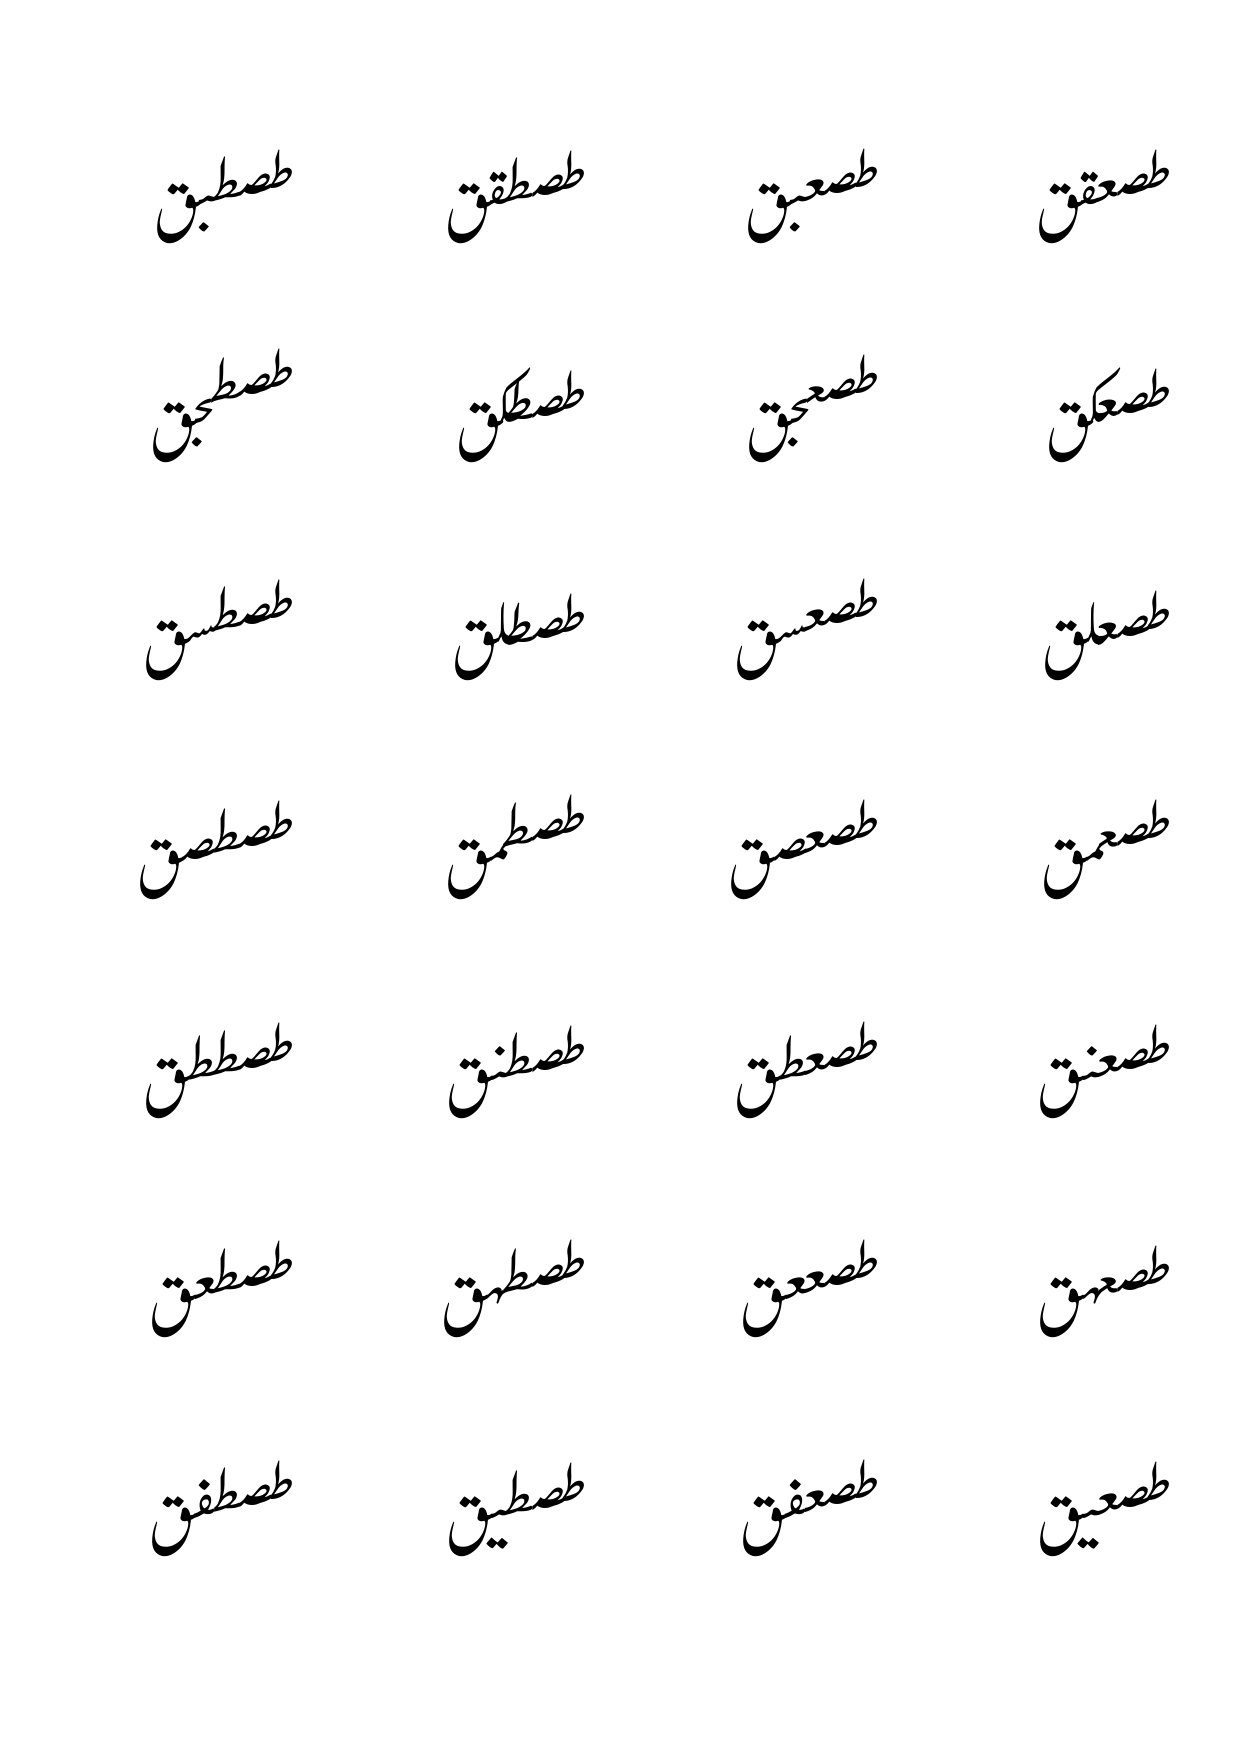 طصعقق طصعبق طصطقق طصطبق
طصعكق طصعجق طصطكق طصطجق
طصعلق طصعسق طصطلق طصطسق
طصعمق طصعصق طصطمق طصطصق
طصعنق طصعطق طصطنق طصططق
طصعهق طصععق طصطهق طصطعق
طصعيق طصعفق طصطيق طصطفق